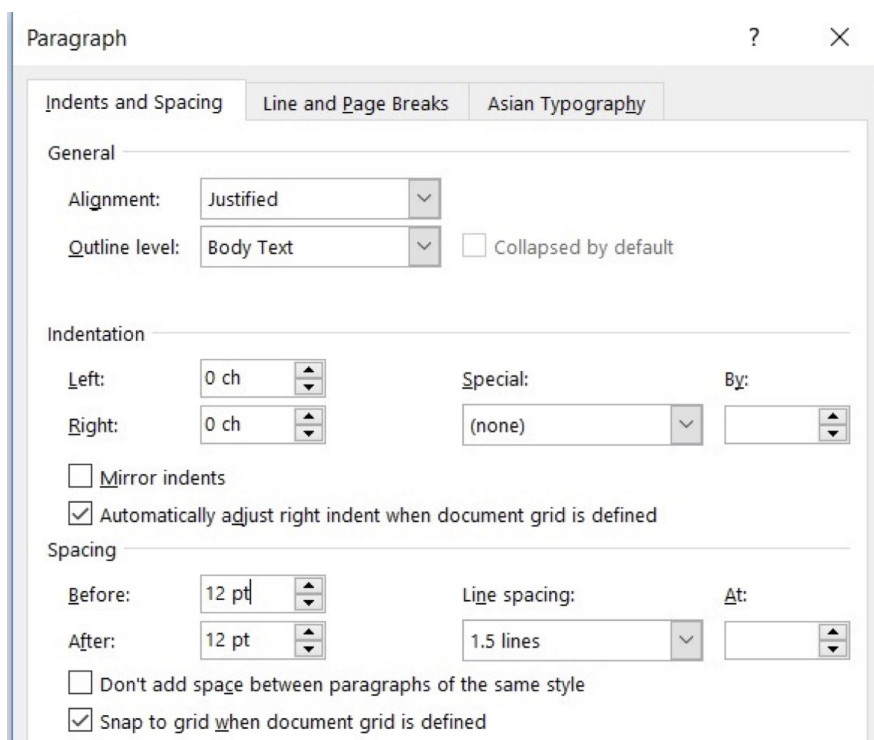 Paragraph ? ×
Indents and Spacing Line and Page Breaks Asian Typography
General
Alignment: Justified
Outline level: Body Text Collapsed by default
Indentation
Left: 0 ch Special: By:
Right: 0 ch (none)
Mirror indents
Automatically adjust right indent when document grid is defined
Spacing
Before: 12 pt Line spacing: At:
After: 12 pt 1.5 lines
Don't add space between paragraphs of the same style
Snap to grid when document grid is defined